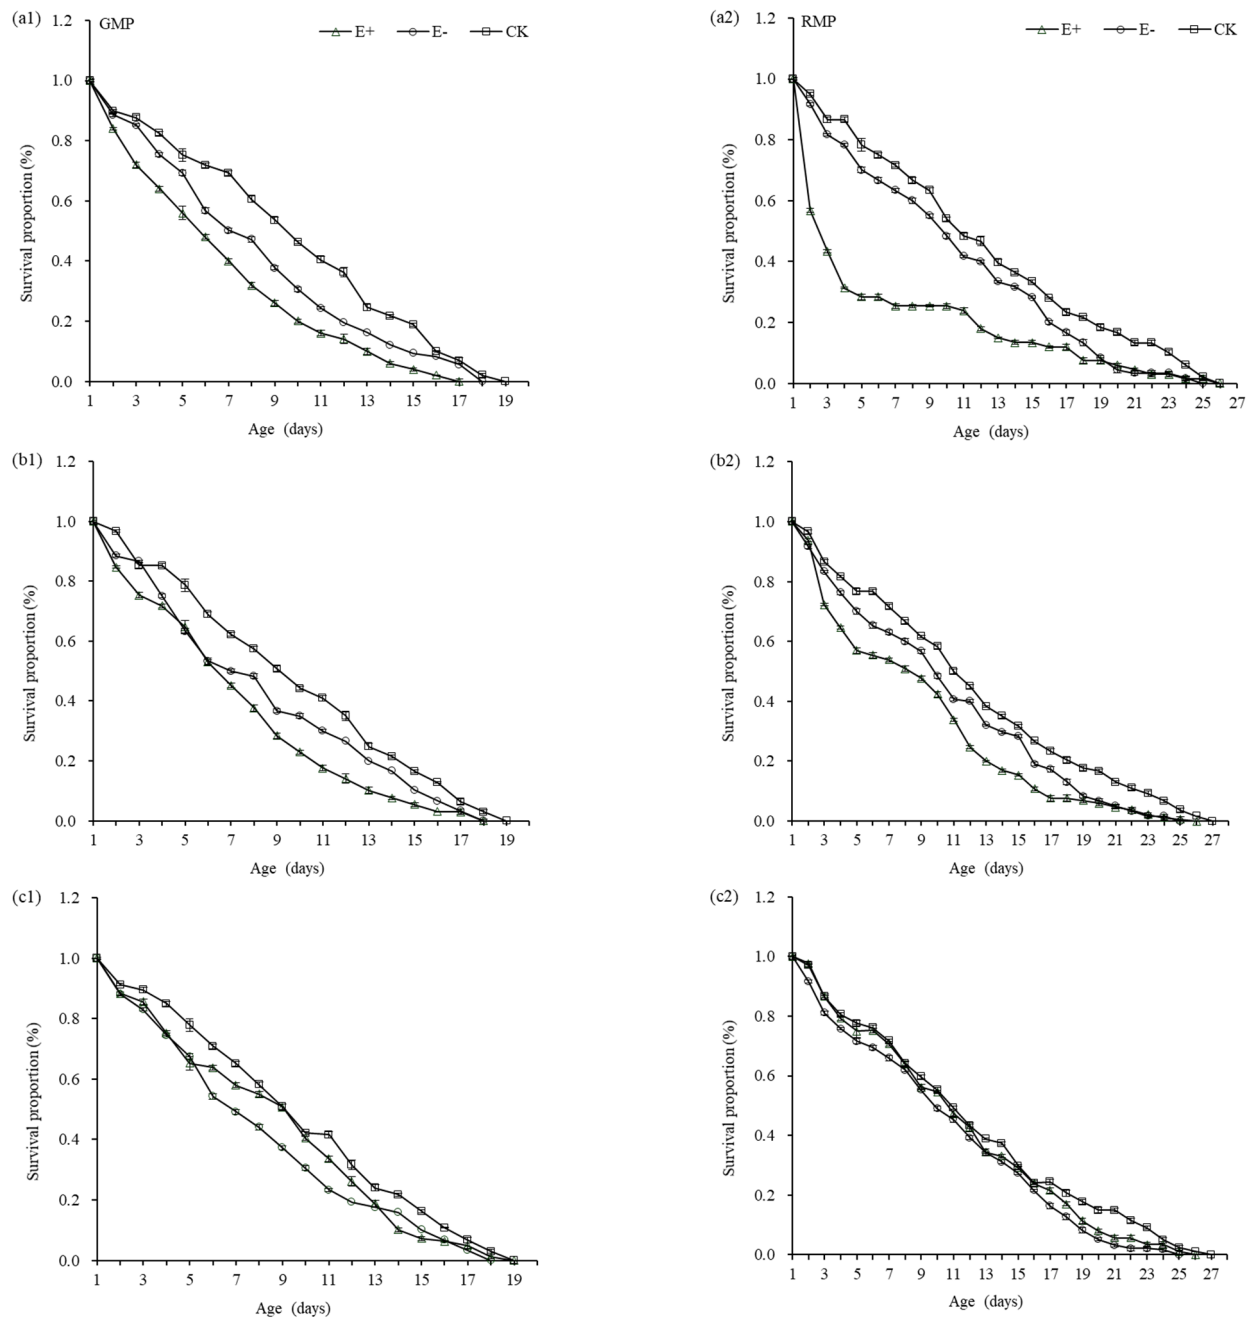 (a1)
GMP
E+ E- CK
1.2
1.0
0.8
0.6
0.4
0.2
0.0
Survival proportion (%)
1 3 5 7 9 11 13 15 17 19
Age (days)
(a2)
RMP
E+ E- CK
1.2
1.0
0.8
0.6
0.4
0.2
0.0
Survival proportion (%)
1 3 5 7 9 11 13 15 17 19 21 23 25 27
Age (days)
(b1)
1.2
1.0
0.8
0.6
0.4
0.2
0.0
Survival proportion (%)
1 3 5 7 9 11 13 15 17 19
Age (days)
(b2)
1.2
1.0
0.8
0.6
0.4
0.2
0.0
Survival proportion (%)
1 3 5 7 9 11 13 15 17 19 21 23 25 27
Age (days)
(c1)
1.2
1.0
0.8
0.6
0.4
0.2
0.0
Survival proportion (%)
1 3 5 7 9 11 13 15 17 19
Age (days)
(c2)
1.2
1.0
0.8
0.6
0.4
0.2
0.0
Survival proportion (%)
1 3 5 7 9 11 13 15 17 19 21 23 25 27
Age (days)